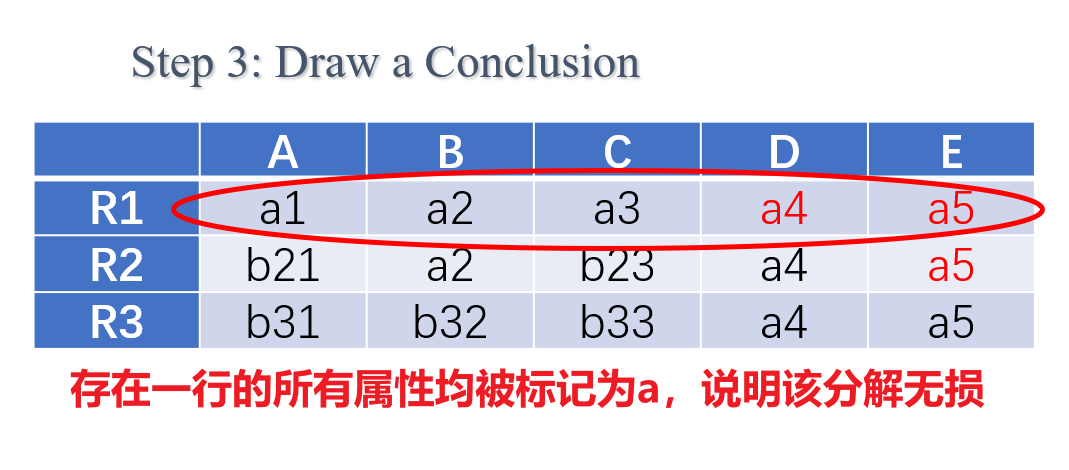 Step 3: Draw a Conclusion
A B C D E
R1 a1 a2 a3 a4 a5
R2 b21 a2 b23 a4 a5
R3 b31 b32 b33 a4 a5
存在一行的所有属性均被标记为a，说明该分解无损